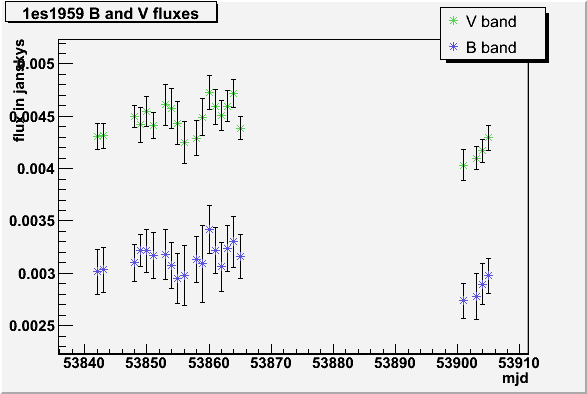 1es1959 B and V fluxes
V band
B band
flux in janskys
0.005
0.0045
0.004
0.0035
0.003
0.0025
53840 53850 53860 53870 53880 53890 53900 53910
mjd